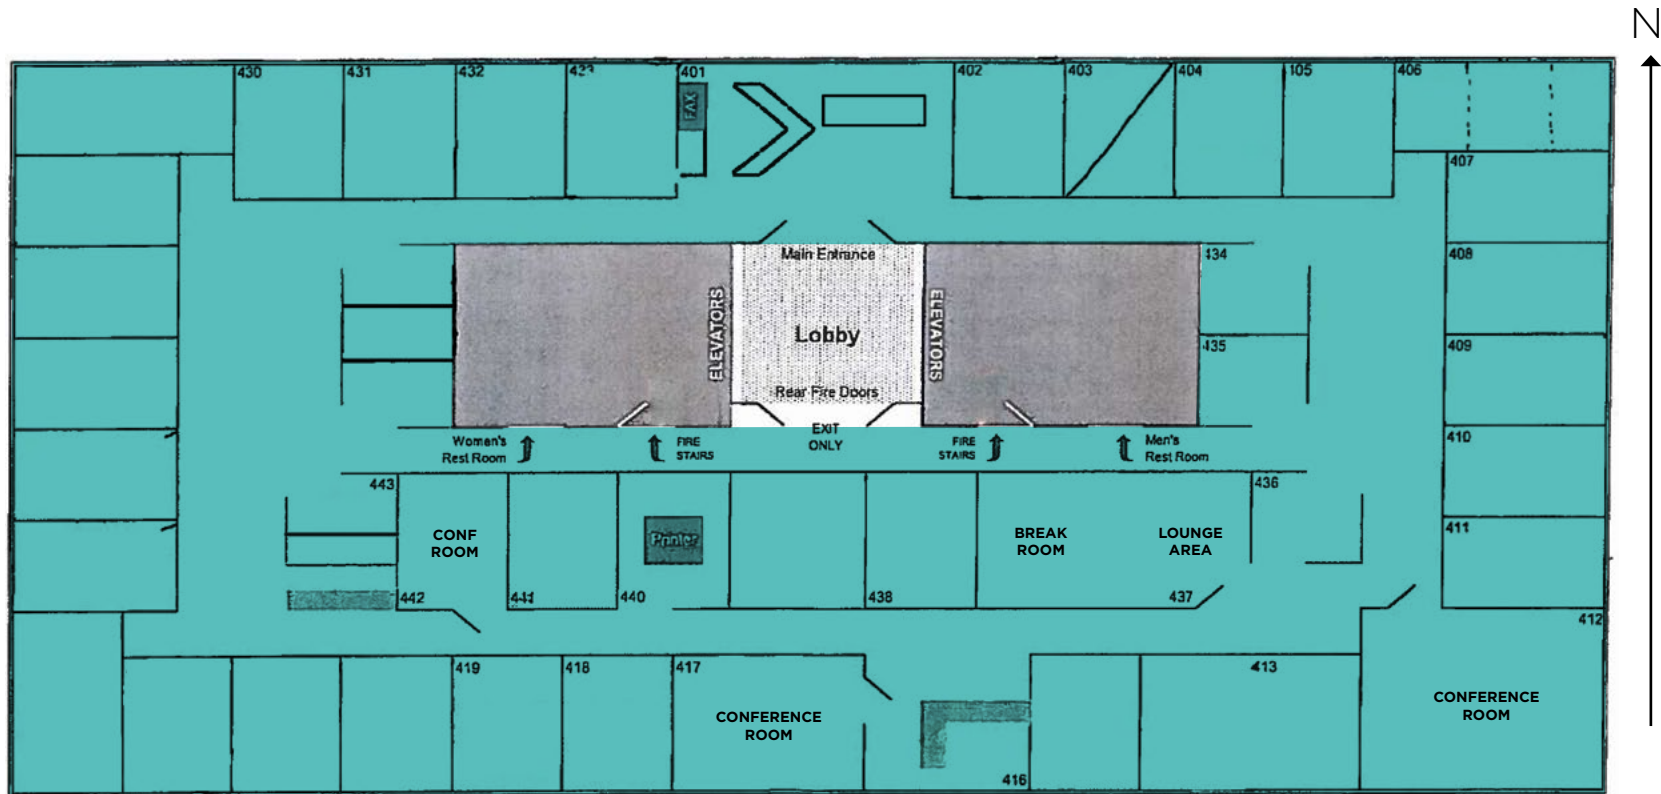 N
430 431 432 423 401 402 403 404 105 406
FAX
407
Main Entrance
434
408
ELEVATORS
Lobby
ELEVATORS
435
409
Rear Fire Doors
EXIT
ONLY
Women's
Rest Room
FIRE
STAIRS
FIRE
STAIRS
Men's
Rest Room
410
443
436
CONF
ROOM
Printer
BREAK
ROOM
LOUNGE
AREA
411
442 441 440 438 437
412
419 418 417 413
CONFERENCE
ROOM
CONFERENCE
ROOM
416